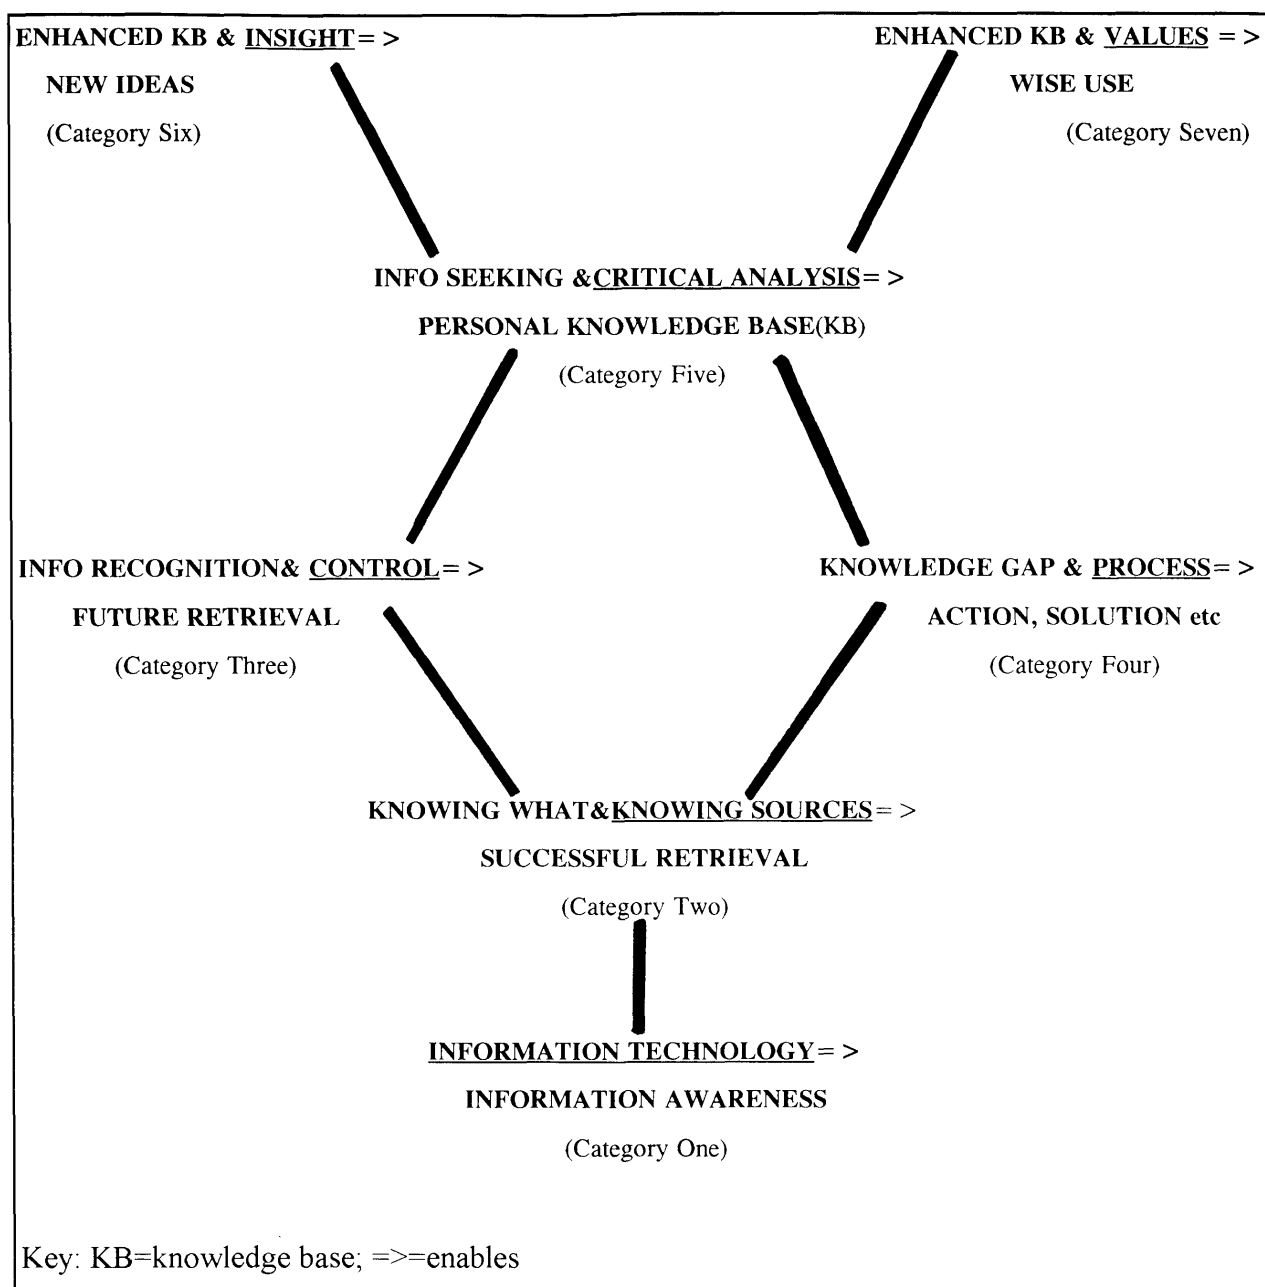 ENHANCED KB & INSIGHT= >
NEW IDEAS
(Category Six)
ENHANCED KB & VALUES = >
WISE USE
(Category Seven)
INFO SEEKING &CRITICAL ANALYSIS= >
PERSONAL KNOWLEDGE BASE(KB)
(Category Five)
INFO RECOGNITION& CONTROL= >
FUTURE RETRIEVAL
(Category Three)
KNOWLEDGE GAP & PROCESS= >
ACTION, SOLUTION etc
(Category Four)
KNOWING WHAT&KNOWING SOURCES= >
SUCCESSFUL RETRIEVAL
(Category Two)
INFORMATION TECHNOLOGY= >
INFORMATION AWARENESS
(Category One)
Key: KB=knowledge base; =>=enables